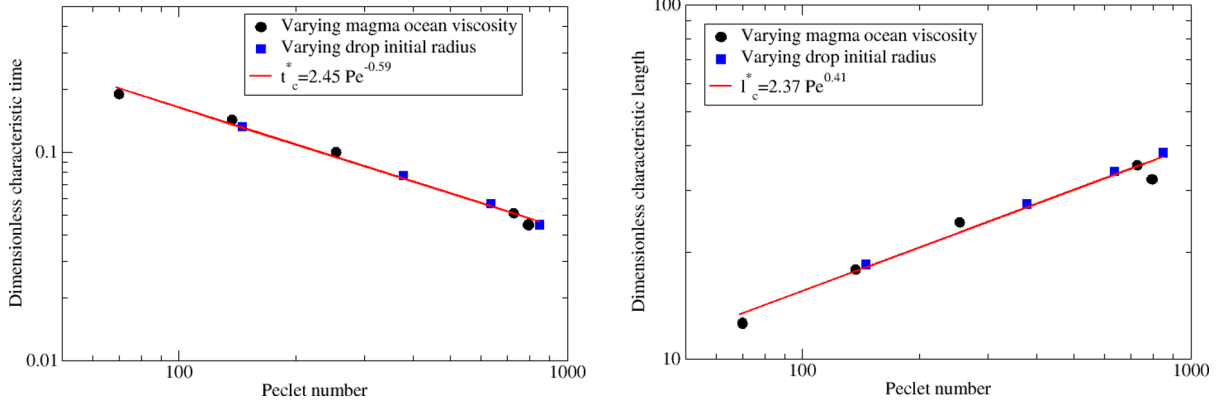 Varying magma ocean viscosity
Varying drop initial radius
t*c=2.45 Pe-0.59
0.1
0.01
100
1000
Peclet number
Dimensionless characteristic time
100
Varying magma ocean viscosity
Varying drop initial radius
l*c=2.37 Pe0.41
10
100
1000
Peclet number
Dimensionless characteristic length